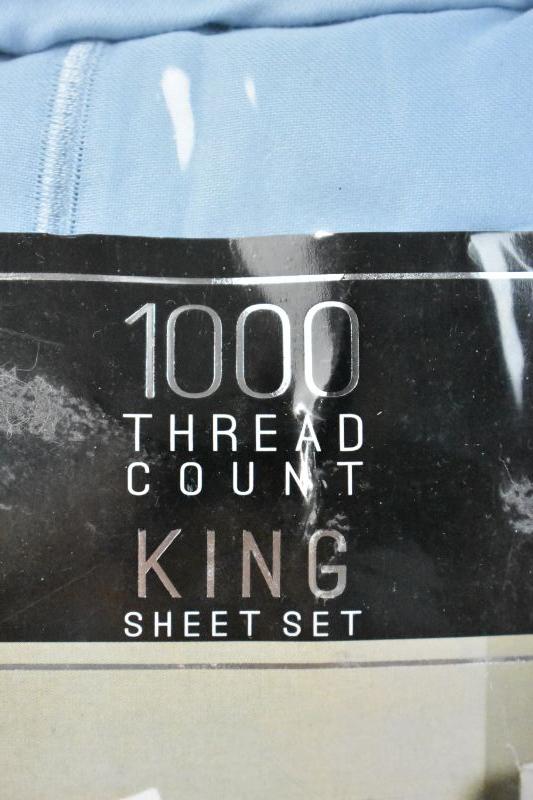 1000
THREAD
COUNT
KING
SHEET SET